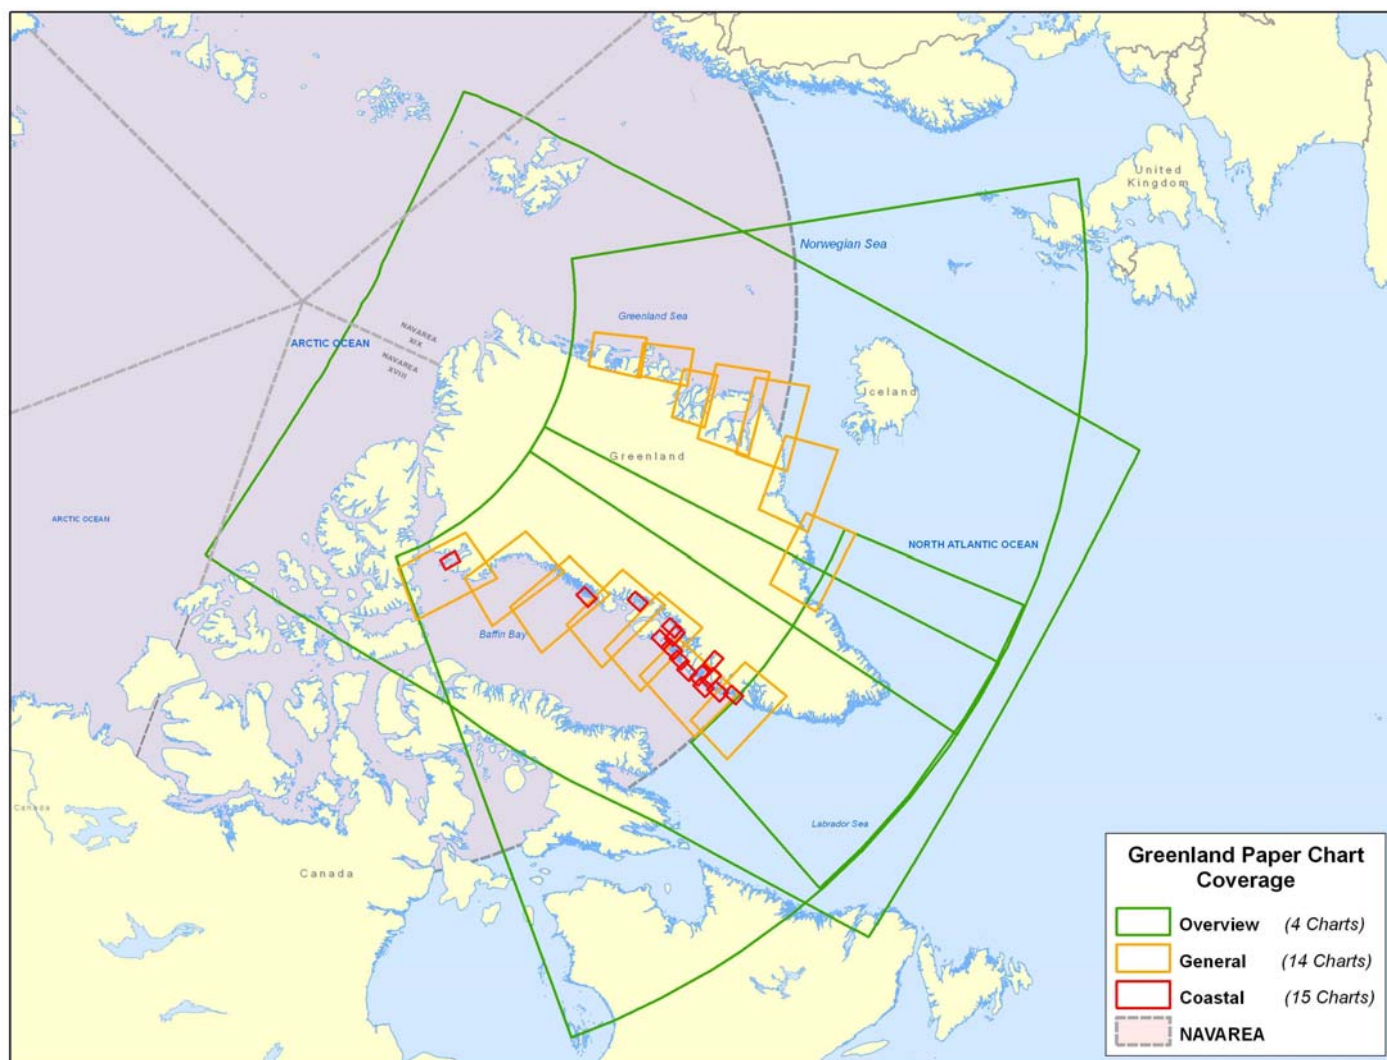 United
Kingdom
Norwegian Sea
Greenland Sea
NAVAREA
XIX
ARCTIC OCEAN
NAVAREA
XVIII
Iceland
Greenland
ARCTIC OCEAN
NORTH ATLANTIC OCEAN
Baffin Bay
Canada
Labrador Sea
Canada
Greenland Paper Chart
Coverage
Overview (4 Charts)
General (14 Charts)
Coastal (15 Charts)
NAVAREA